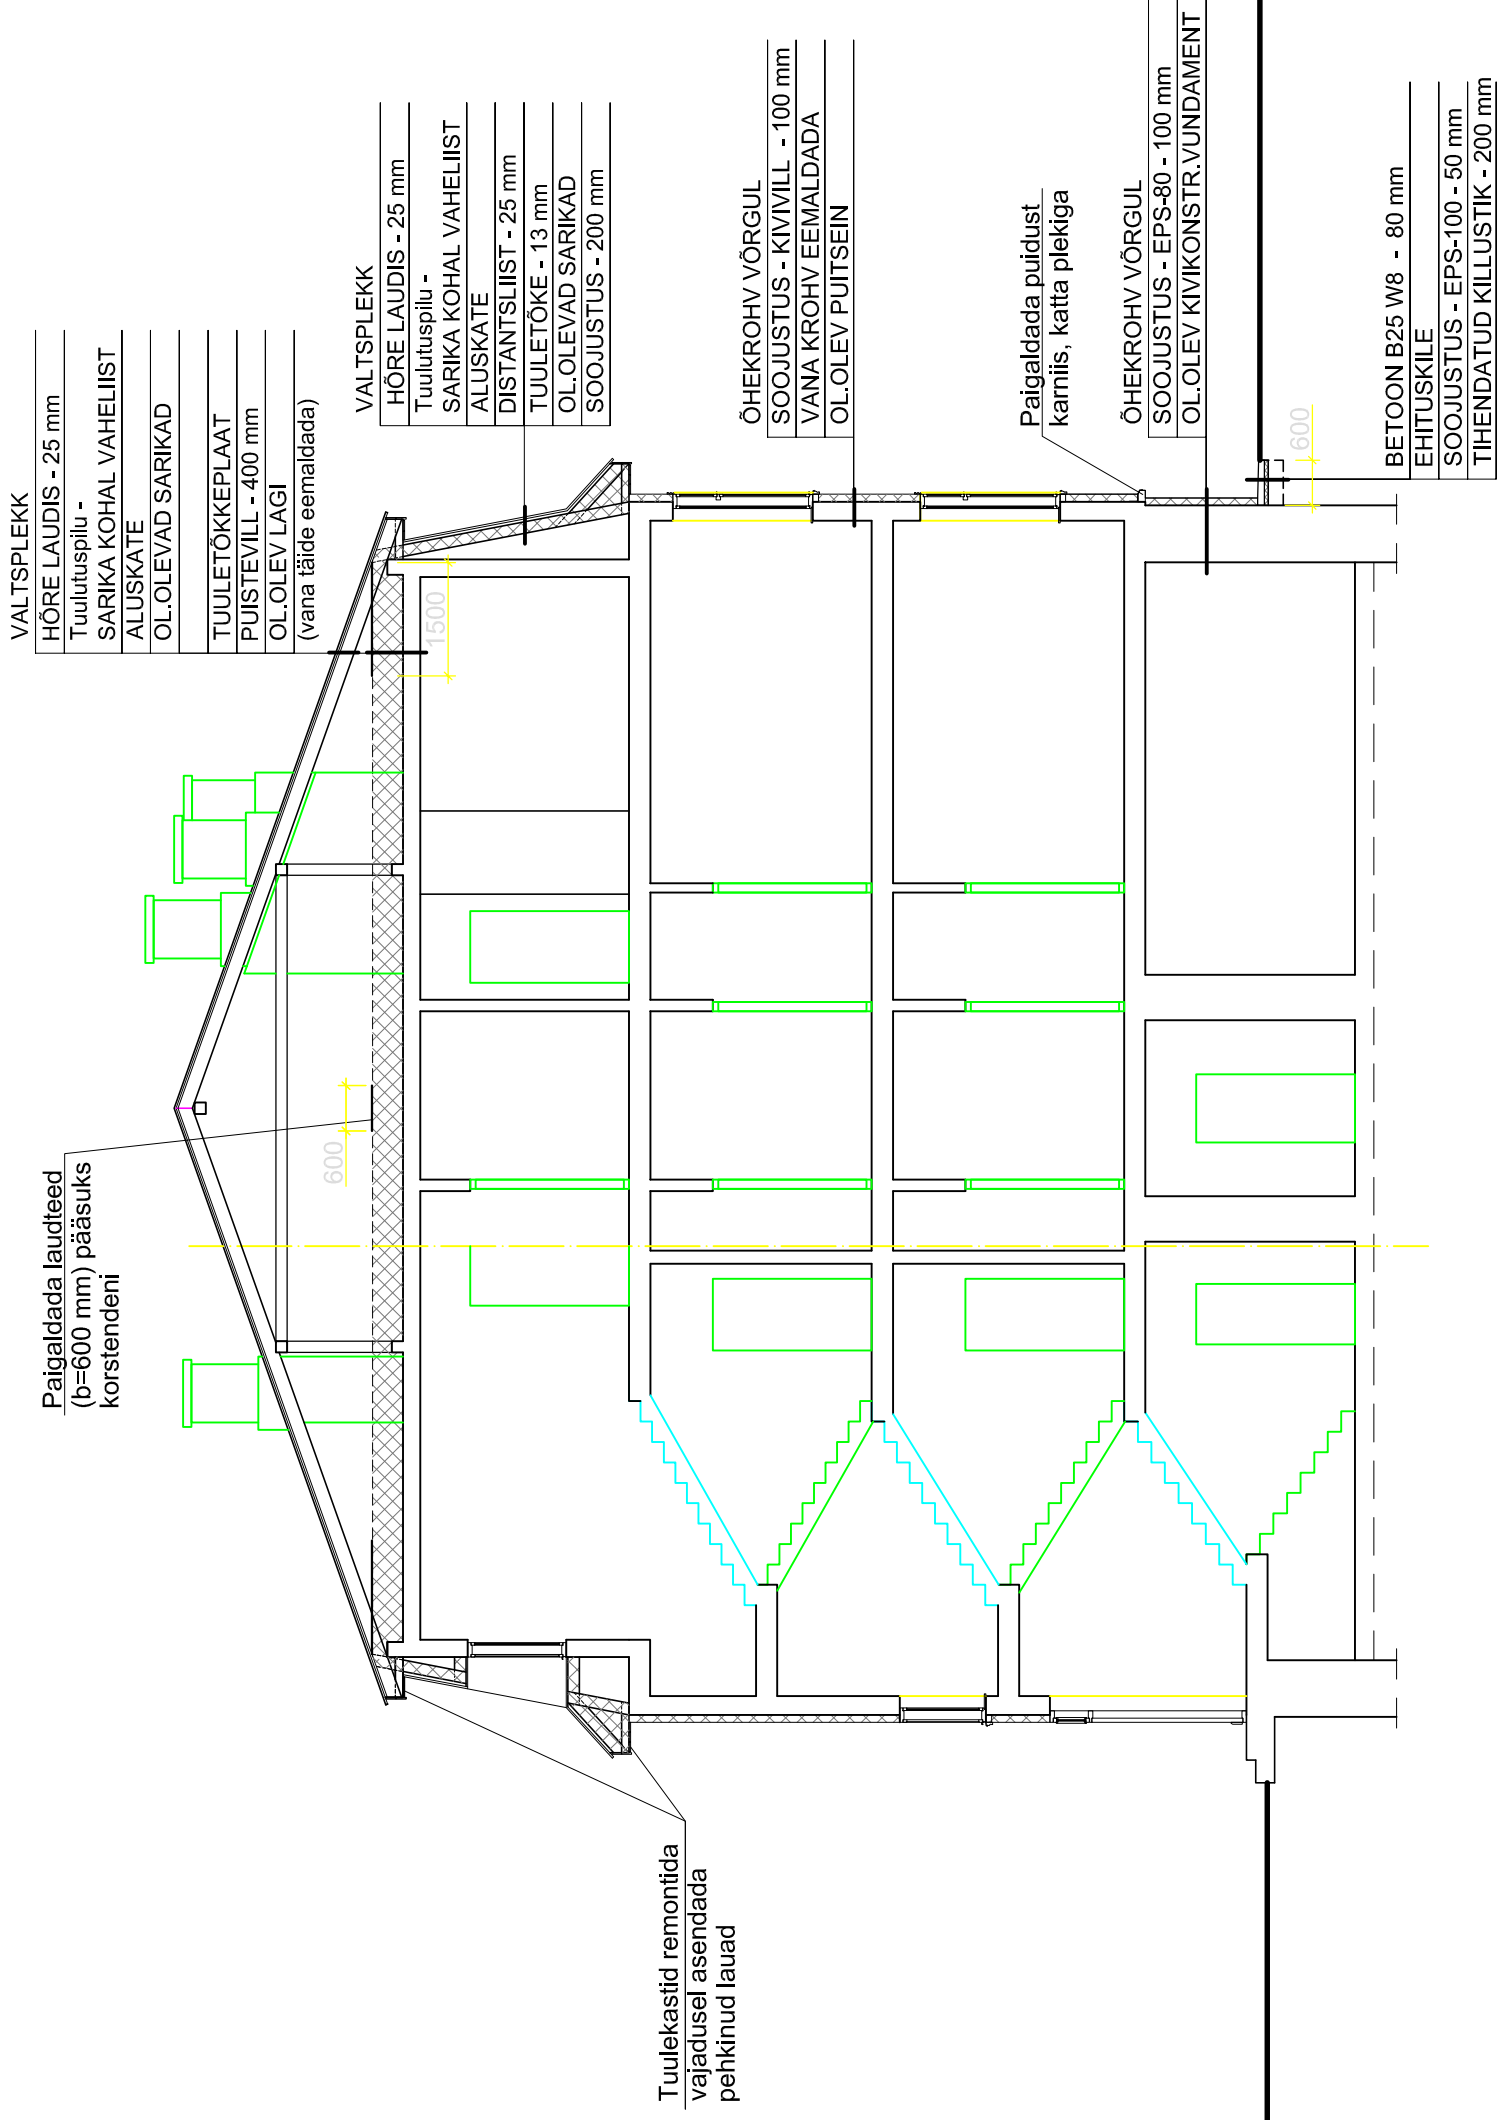 Paigaldada laudteed
(b=600 mm) pääsuks
korstendeni
600
VALTSPLEKK
HÕRE LAUDIS - 25 mm
Tuulutuspilu -
SARIKA KOHAL VAHELIIST
ALUSKATE
OL.OLEVAD SARIKAD
TUULETÕKKEPLAAT
PUISTEVILL - 400 mm
OL.OLEV LAGI
(vana täide eemaldada)
1500
VALTSPLEKK
HÕRE LAUDIS - 25 mm
Tuulutuspilu -
SARIKA KOHAL VAHELIIST
ALUSKATE
DISTANTSLIIST - 25 mm
TUULETÕKE - 13 mm
OL.OLEVAD SARIKAD
SOOJUSTUS - 200 mm
Tuulekastid remontida
vajadusel asendada
pehkinud lauad
ÕHEKROHV VÕRGUL
SOOJUSTUS - KIVIVILL - 100 mm
VANA KROHV EEMALDADA
OL.OLEV PUITSEIN
Paigaldada puidust
karniis, katta plekiga
ÕHEKROHV VÕRGUL
SOOJUSTUS - EPS-80 - 100 mm
OL.OLEV KIVIKONSTR.VUNDAMENT
600
BETOON B25 W8 - 80 mm
EHITUSKILE
SOOJUSTUS - EPS-100 - 50 mm
TIHENDATUD KILLUSTIK - 200 mm